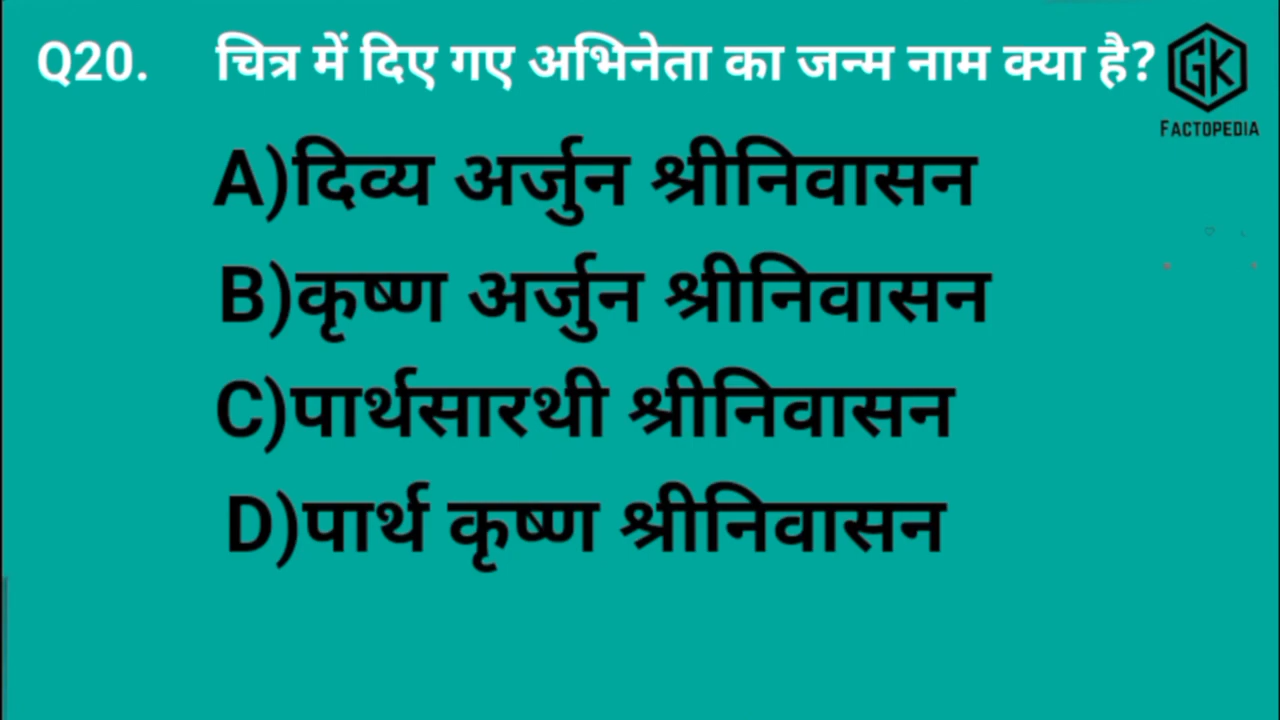 Q20. चित्र में दिए गए अभिनेता का जन्म नाम क्या है?
GK
FACTOPEDIA
A)दिव्य अर्जुन श्रीनिवासन
B)कृष्ण अर्जुन श्रीनिवासन
C)पार्थसारथी श्रीनिवासन
D)पार्थ कृष्ण श्रीनिवासन